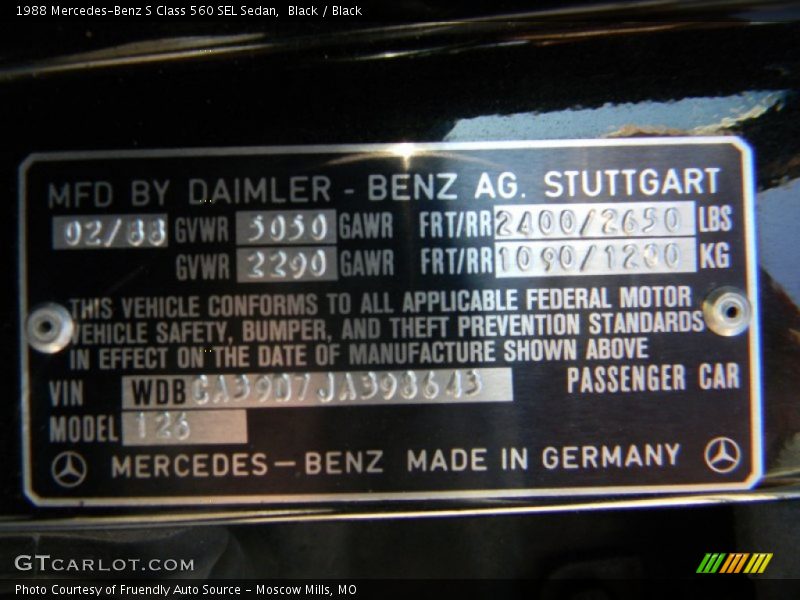 1988 Mercedes-Benz S Class 560 SEL Sedan, Black / Black
MFD BY DAIMLER - BENZ AG. STUTTGART
02/88 GVWR 5050 GAWR FRT/RR 2400/2650 LBS
GVWR 2290 GAWR FRT/RR 1090/1200 KG
THIS VEHICLE CONFORMS TO ALL APPLICABLE FEDERAL MOTOR
VEHICLE SAFETY, BUMPER, AND THEFT PREVENTION STANDARDS
IN EFFECT ON THE DATE OF MANUFACTURE SHOWN ABOVE
VIN WDBCA39D7JA398643 PASSENGER CAR
MODEL 126
MERCEDES-BENZ MADE IN GERMANY
GTCARLOT.COM
Photo Courtesy of Fruendly Auto Source - Moscow Mills, MO